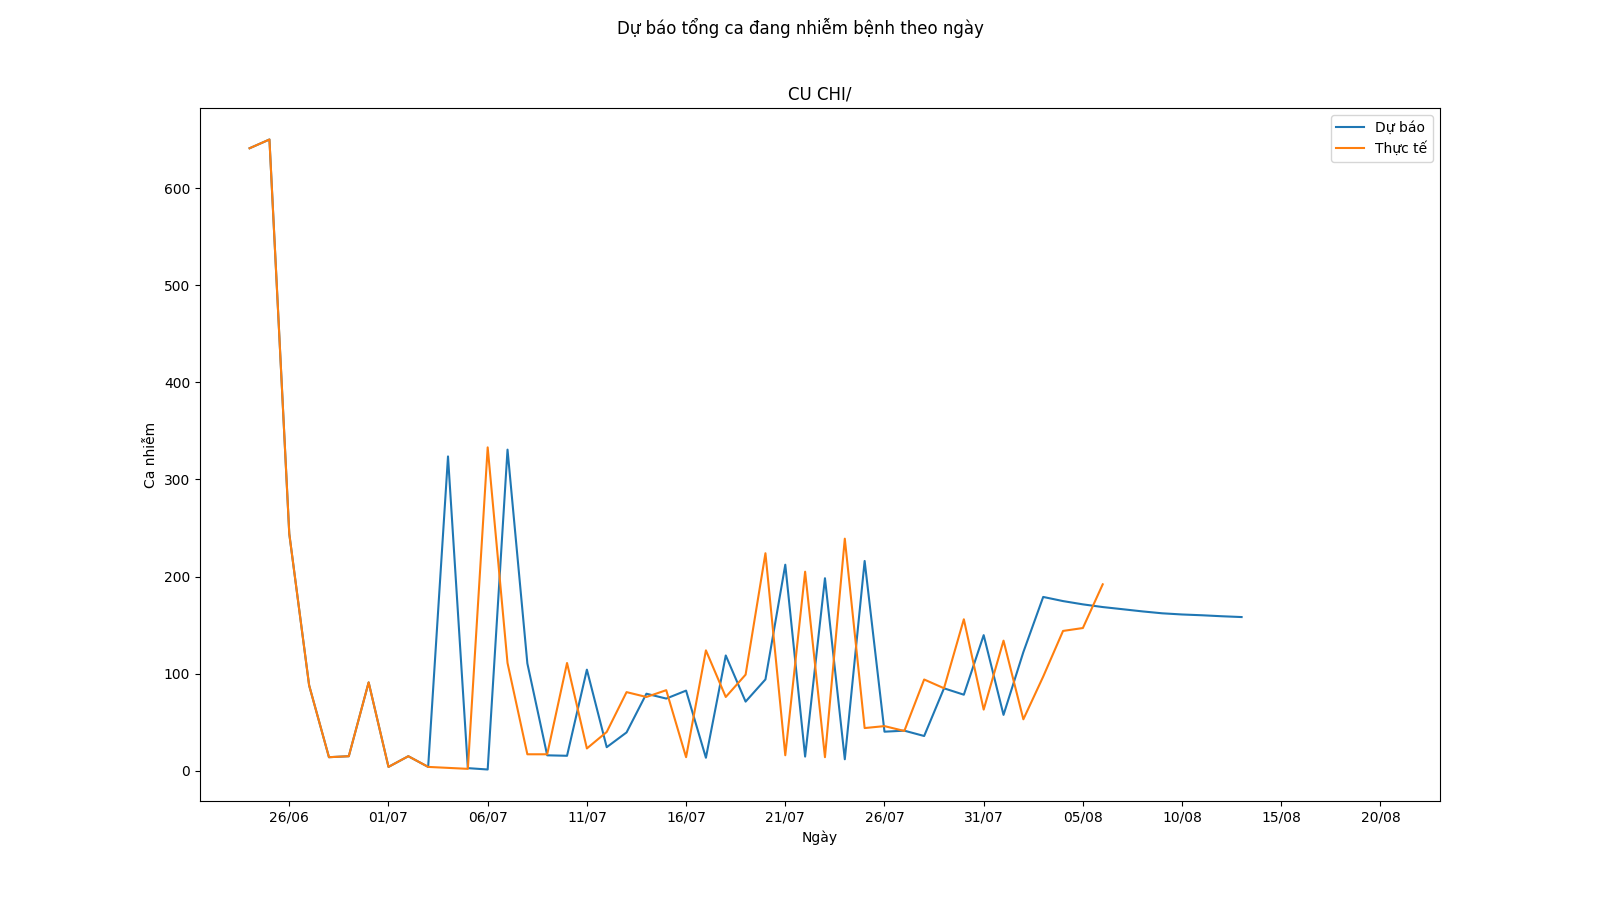 Dự báo tổng ca đang nhiễm bệnh theo ngày
CU CHI/
Dự báo
Thực tế
Ca nhiễm
600
500
400
300
200
100
0
26/06 01/07 06/07 11/07 16/07 21/07 26/07 31/07 05/08 10/08 15/08 20/08
Ngày